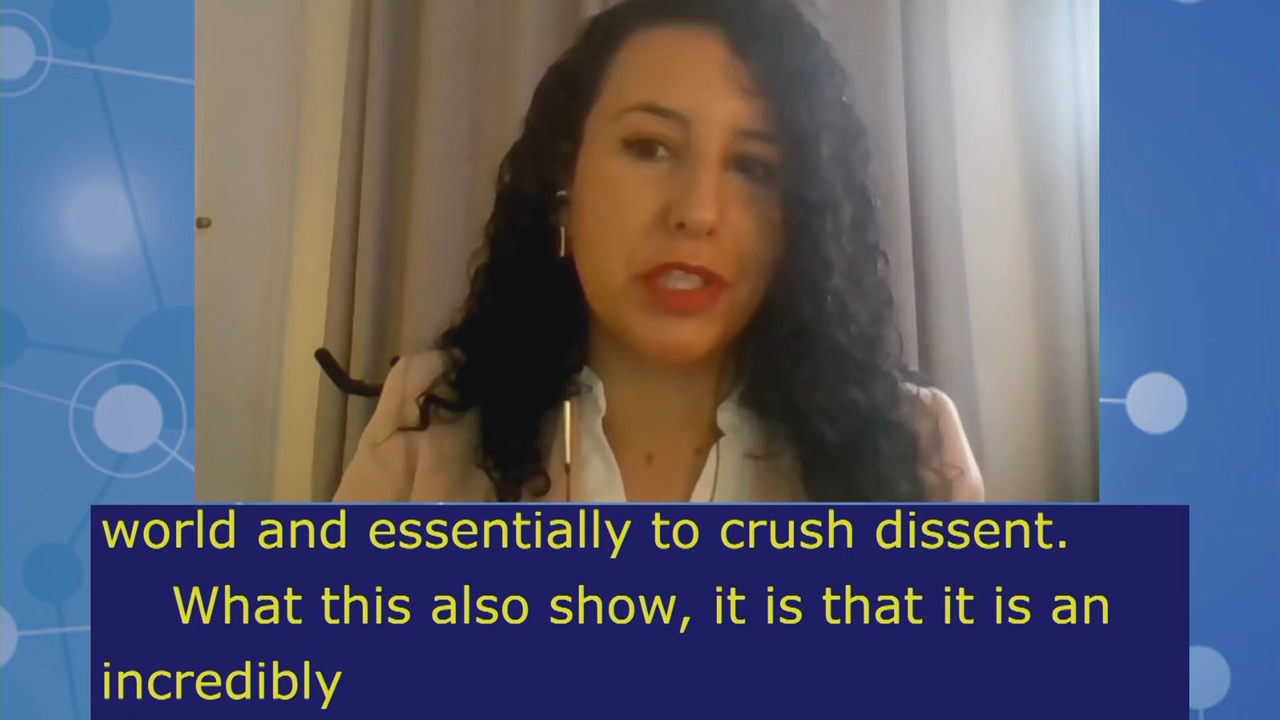 world and essentially to crush dissent.
What this also show, it is that it is an
incredibly